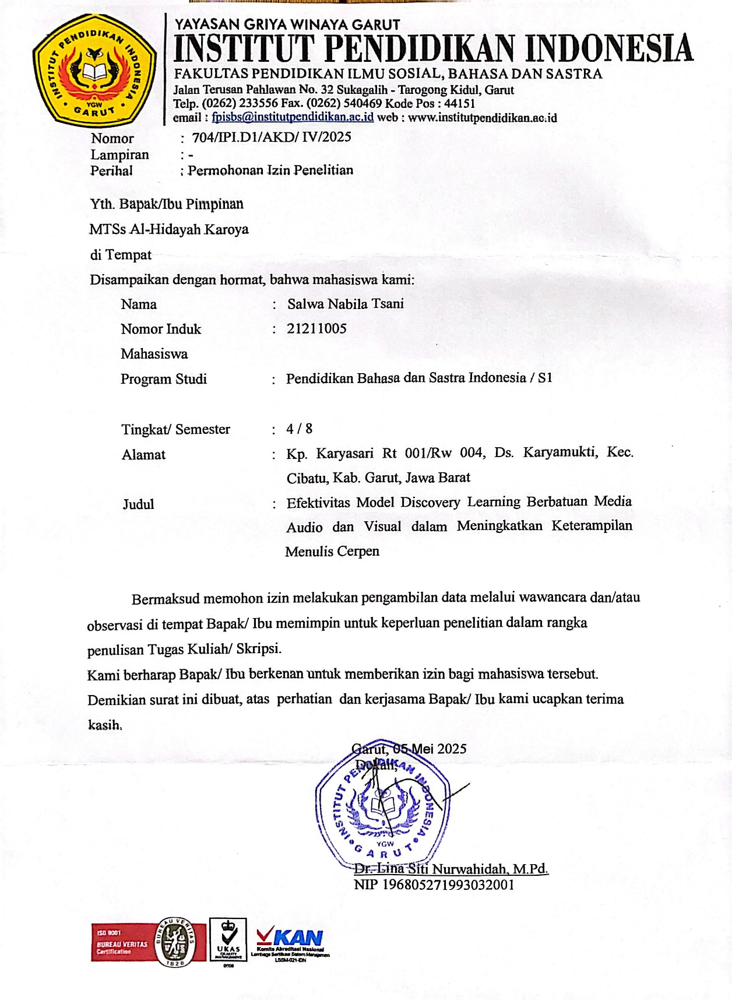 INSTITUT PENDIDIKAN INDONESIA
YGW
GARUT
YAYASAN GRIYA WINAYA GARUT
INSTITUT PENDIDIKAN INDONESIA
FAKULTAS PENDIDIKAN ILMU SOSIAL, BAHASA DAN SASTRA
Jalan Terusan Pahlawan No. 32 Sukagalih - Tarogong Kidul, Garut
Telp. (0262) 233556 Fax. (0262) 540469 Kode Pos : 44151
email : fpisbs@institutpendidikan.ac.id web : www.institutpendidikan.ac.id
Nomor : 704/IPI.D1/AKD/ IV/2025
Lampiran : -
Perihal : Permohonan Izin Penelitian
Yth. Bapak/Ibu Pimpinan
MTSs Al-Hidayah Karoya
di Tempat
Disampaikan dengan hormat, bahwa mahasiswa kami:
Nama : Salwa Nabila Tsani
Nomor Induk : 21211005
Mahasiswa
Program Studi : Pendidikan Bahasa dan Sastra Indonesia / S1
Tingkat/ Semester : 4 / 8
Alamat : Kp. Karyasari Rt 001/Rw 004, Ds. Karyamukti, Kec.
Cibatu, Kab. Garut, Jawa Barat
Judul : Efektivitas Model Discovery Learning Berbatuan Media
Audio dan Visual dalam Meningkatkan Keterampilan
Menulis Cerpen
Bermaksud memohon izin melakukan pengambilan data melalui wawancara dan/atau
observasi di tempat Bapak/ Ibu memimpin untuk keperluan penelitian dalam rangka
penulisan Tugas Kuliah/ Skripsi.
Kami berharap Bapak/ Ibu berkenan untuk memberikan izin bagi mahasiswa tersebut.
Demikian surat ini dibuat, atas perhatian dan kerjasama Bapak/ Ibu kami ucapkan terima
kasih.
Garut, 05 Mei 2025
Dekan,
INSTITUT PENDIDIKAN INDONESIA
YGW
GARUT
Dr. Lina Siti Nurwahidah, M.Pd.
NIP 196805271993032001
ISO 9001
BUREAU VERITAS
Certification
BUREAU VERITAS
1828
UKAS
QUALITY
MANAGEMENT
0008
KAN
Komite Akreditasi Nasional
Lembaga Sertifikasi Sistem Manajemen
LSSM-021-IDN